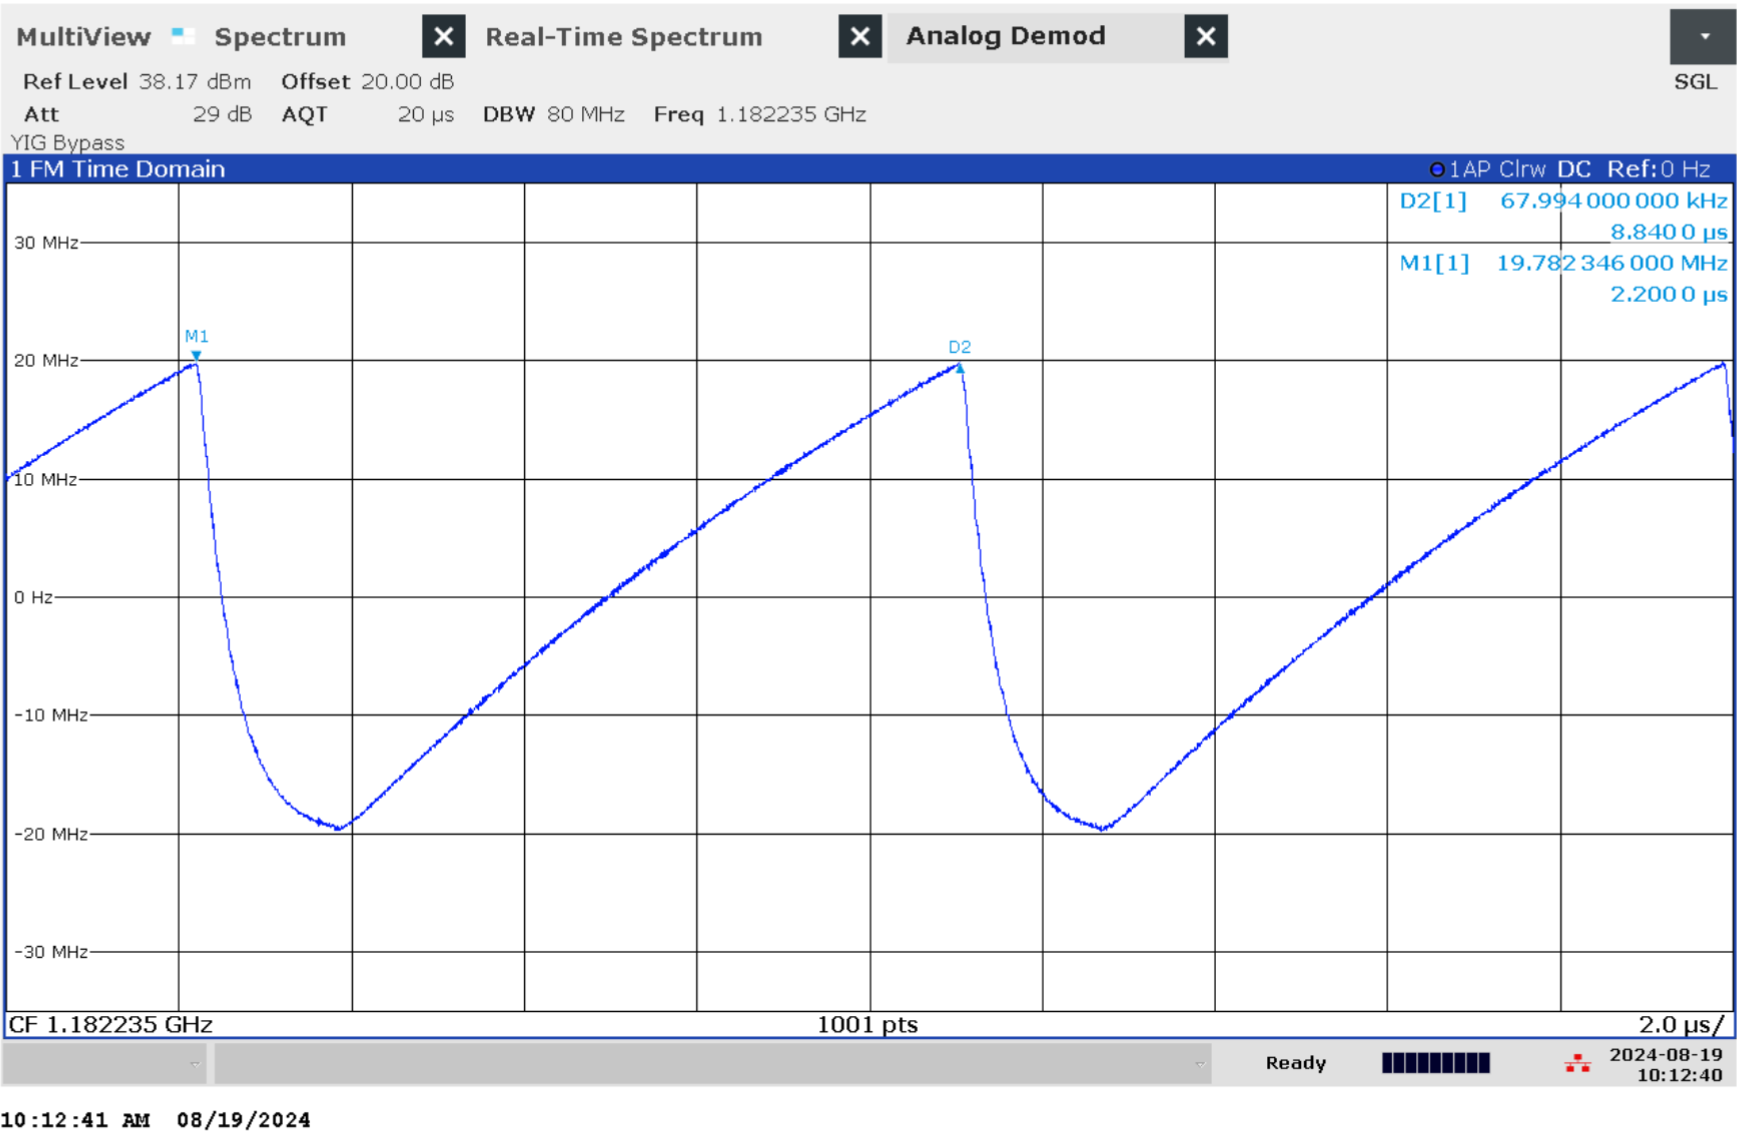 MultiView Spectrum Real-Time Spectrum Analog Demod
Ref Level 38.17 dBm Offset 20.00 dB SGL
Att 29 dB AQT 20 µs DBW 80 MHz Freq 1.182235 GHz
YIG Bypass
1 FM Time Domain 1AP Clrw DC Ref:0 Hz
D2[1] 67.994 000 000 kHz
8.840 0 µs
30 MHz
M1[1] 19.782 346 000 MHz
2.200 0 µs
M1
D2
20 MHz
10 MHz
0 Hz
-10 MHz
-20 MHz
-30 MHz
CF 1.182235 GHz 1001 pts 2.0 µs/
Ready 2024-08-19
10:12:40
10:12:41 AM 08/19/2024